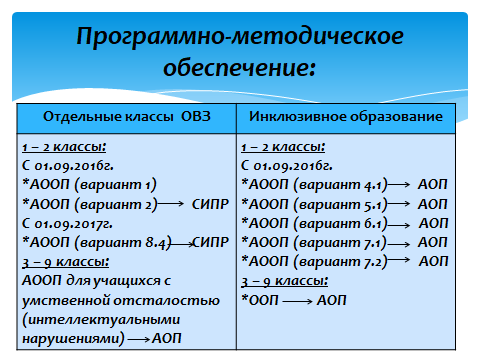 Программно-методическое
обеспечение:
Отдельные классы ОВЗ
1 – 2 классы:
С 01.09.2016г.
*АООП (вариант 1)
*АООП (вариант 2) → СИПР
С 01.09.2017г.
*АООП (вариант 8.4) → СИПР
3 – 9 классы:
АООП для учащихся с
умственной отсталостью
(интеллектуальными
нарушениями) → АОП
Инклюзивное образование
1 – 2 классы:
С 01.09.2016г.
*АООП (вариант 4.1) → АОП
*АООП (вариант 5.1) → АОП
*АООП (вариант 6.1) → АОП
*АООП (вариант 7.1) → АОП
*АООП (вариант 7.2) → АОП
3 – 9 классы:
*ООП → АОП